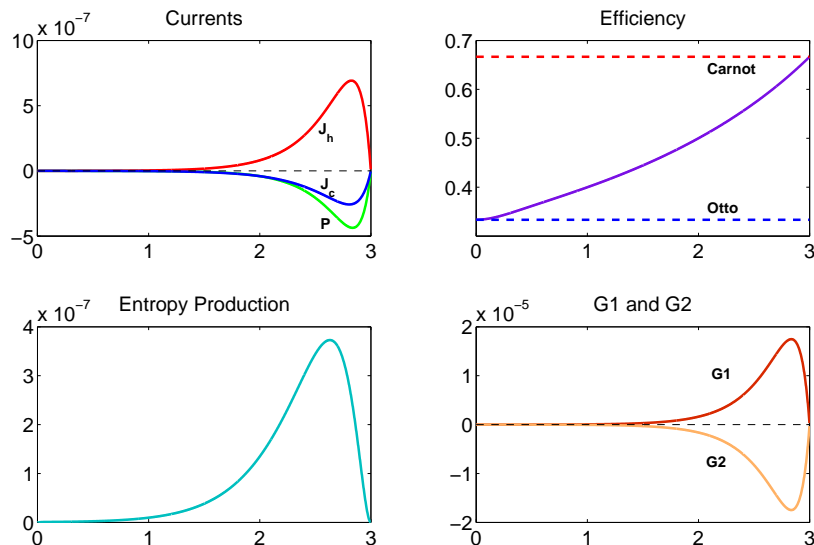 Currents
x 10⁻⁷
10
5
0
−5
J_h
J_c
P
0 1 2 3
Efficiency
0.7
0.6
0.5
0.4
Carnot
Otto
0 1 2 3
Entropy Production
x 10⁻⁷
4
3
2
1
0
0 1 2 3
G1 and G2
x 10⁻⁵
2
1
0
−1
−2
G1
G2
0 1 2 3